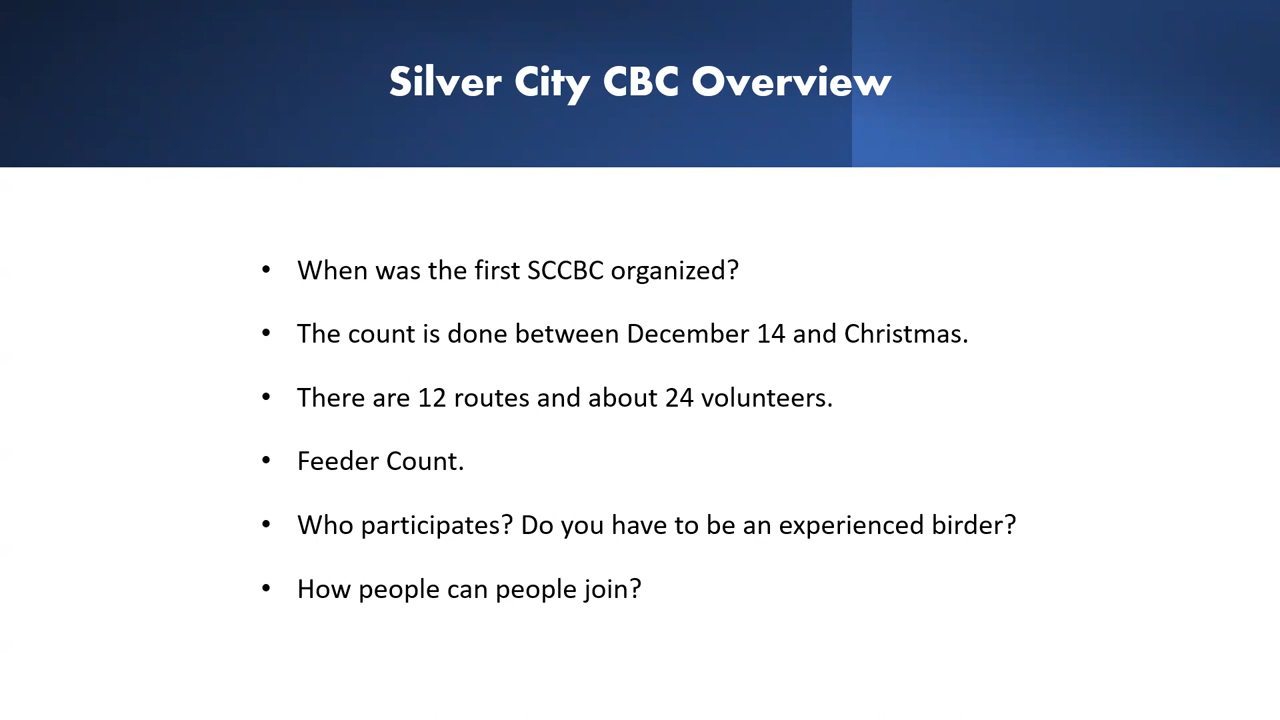 Silver City CBC Overview
• When was the first SCCBC organized?
• The count is done between December 14 and Christmas.
• There are 12 routes and about 24 volunteers.
• Feeder Count.
• Who participates? Do you have to be an experienced birder?
• How people can people join?